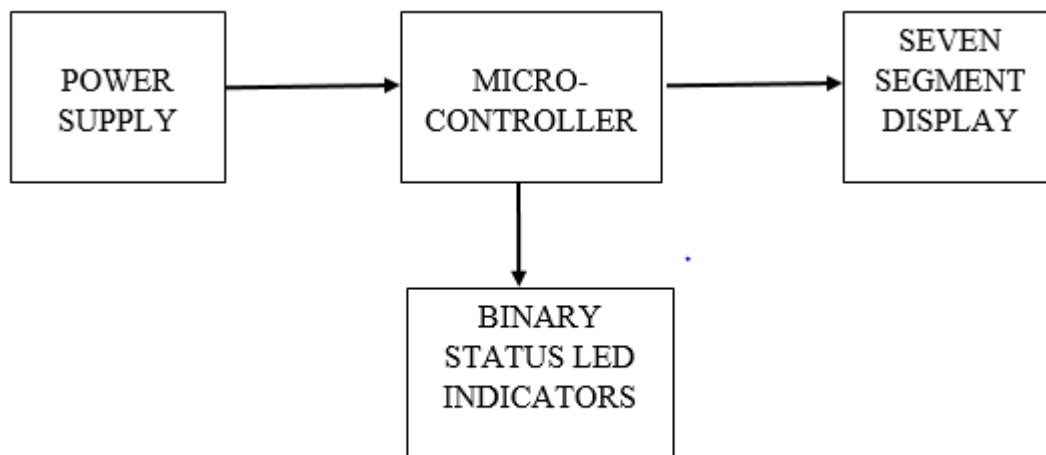 POWER
SUPPLY
MICRO-
CONTROLLER
SEVEN
SEGMENT
DISPLAY
BINARY
STATUS LED
INDICATORS